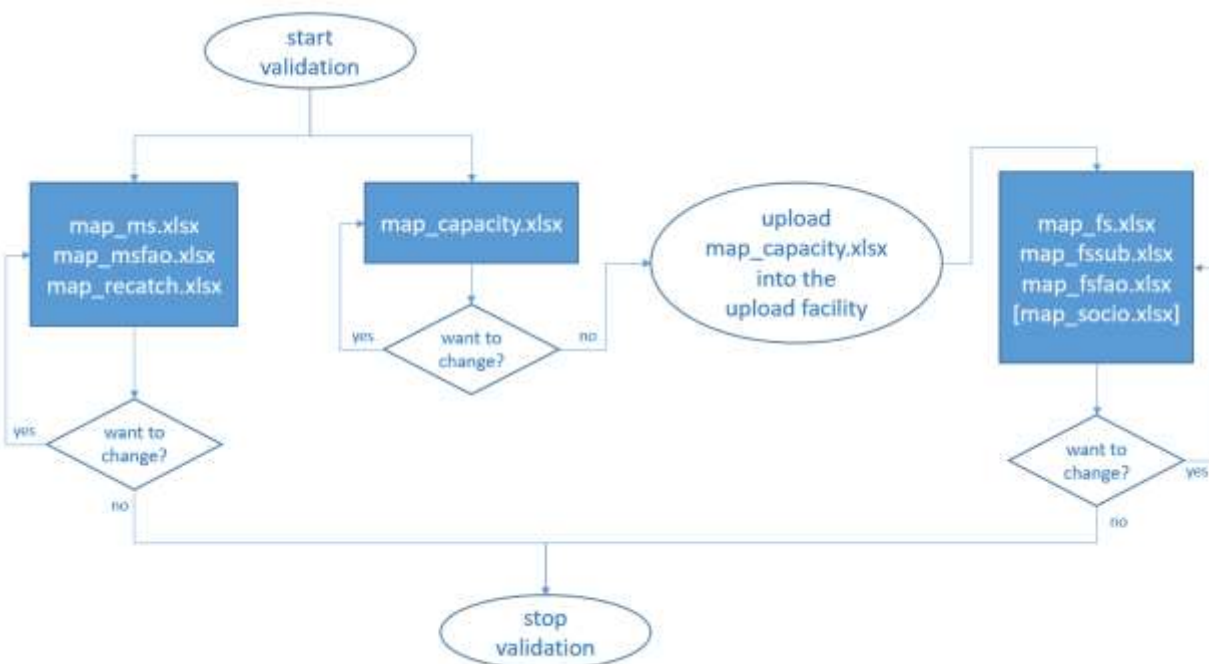 start
validation
map_ms.xlsx
map_msfao.xlsx
map_recatch.xlsx
map_capacity.xlsx
upload
map_capacity.xlsx
into the
upload facility
map_fs.xlsx
map_fssub.xlsx
map_fsfao.xlsx
[map_socio.xlsx]
yes
want to
change?
no
yes
want to
change?
no
want to
change?
yes
no
stop
validation